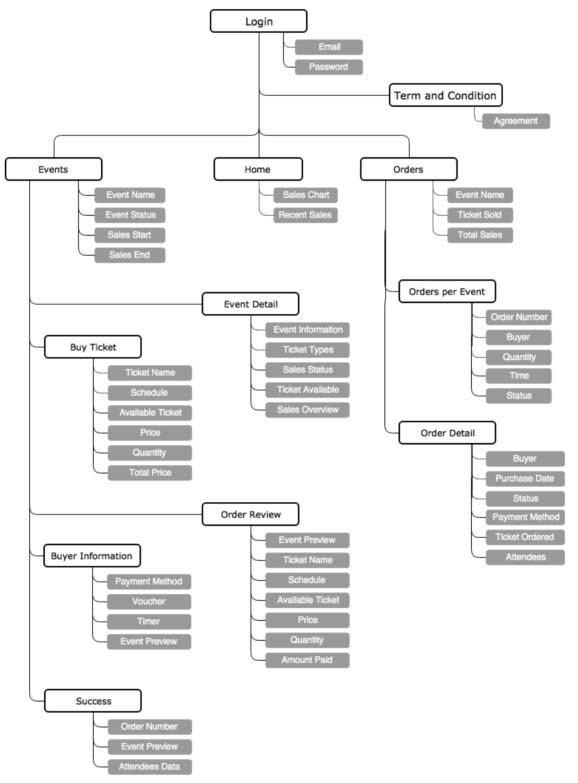 Login
Email
Password
Term and Condition
Agreement
Events
Event Name
Event Status
Sales Start
Sales End
Home
Sales Chart
Recent Sales
Orders
Event Name
Ticket Sold
Total Sales
Event Detail
Event Information
Ticket Types
Sales Status
Ticket Available
Sales Overview
Orders per Event
Order Number
Buyer
Quantity
Time
Status
Buy Ticket
Ticket Name
Schedule
Available Ticket
Price
Quantity
Total Price
Order Detail
Buyer
Purchase Date
Status
Payment Method
Ticket Ordered
Attendees
Order Review
Event Preview
Ticket Name
Schedule
Available Ticket
Price
Quantity
Amount Paid
Buyer Information
Payment Method
Voucher
Timer
Event Preview
Success
Order Number
Event Preview
Attendees Data